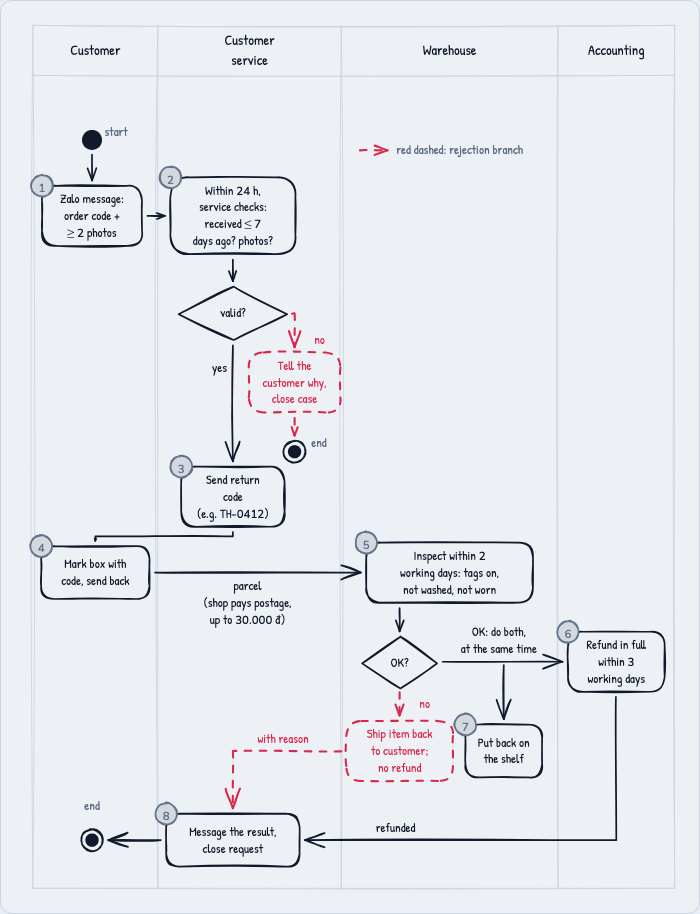 Customer
Customer
service
Warehouse
Accounting
start
red dashed: rejection branch
1
Zalo message:
order code +
≥ 2 photos
2
Within 24 h,
service checks:
received ≤ 7
days ago? photos?
valid?
no
yes
Tell the
customer why,
close case
end
3
Send return
code
(e.g. TH-0412)
4
Mark box with
code, send back
parcel
(shop pays postage,
up to 30.000 đ)
5
Inspect within 2
working days: tags on,
not washed, not worn
OK?
OK: do both,
at the same time
6
Refund in full
within 3
working days
no
with reason
Ship item back
to customer;
no refund
7
Put back on
the shelf
end
8
Message the result,
close request
refunded